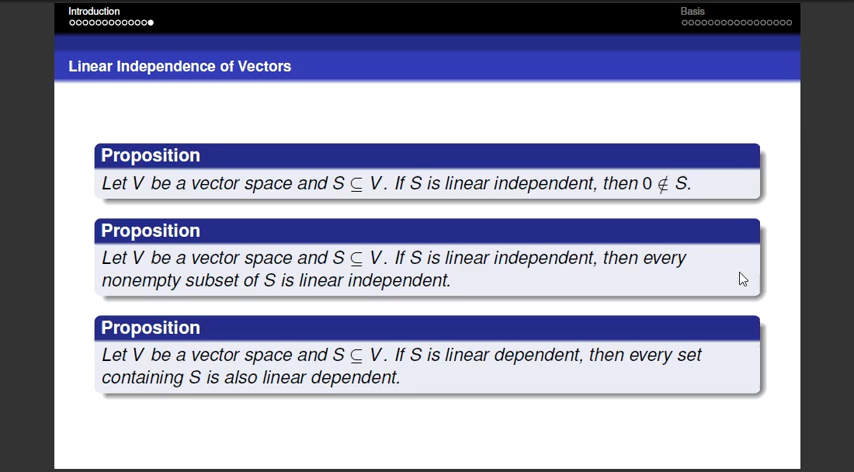 Introduction
Basis
Linear Independence of Vectors
Proposition
Let V be a vector space and S ⊆ V. If S is linear independent, then 0 ∉ S.
Proposition
Let V be a vector space and S ⊆ V. If S is linear independent, then every
nonempty subset of S is linear independent.
Proposition
Let V be a vector space and S ⊆ V. If S is linear dependent, then every set
containing S is also linear dependent.